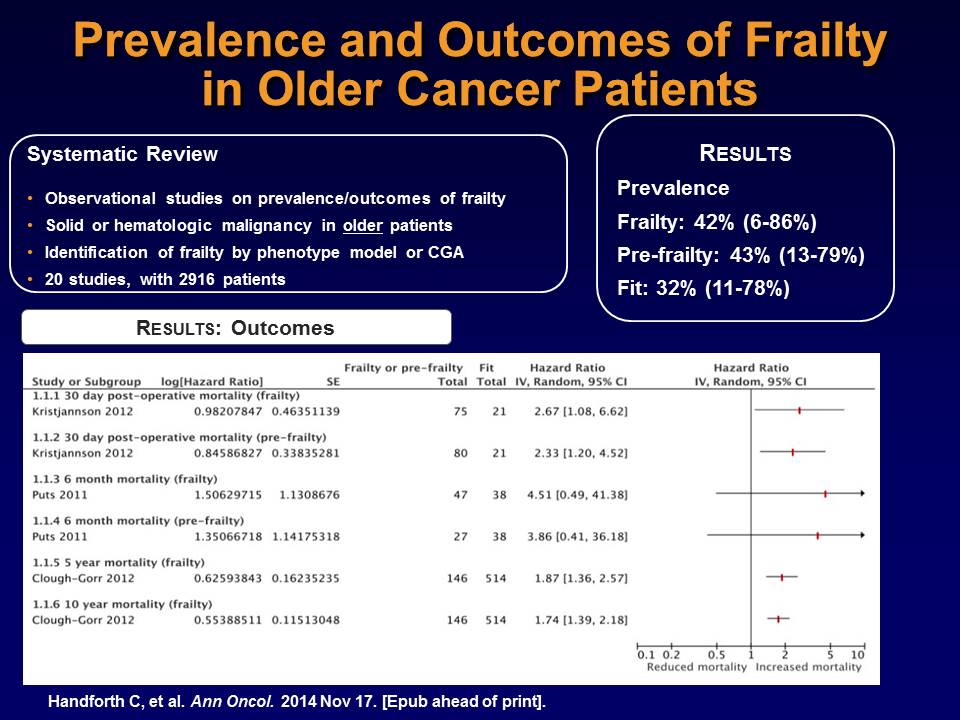 Prevalence and Outcomes of Frailty
in Older Cancer Patients
Systematic Review
• Observational studies on prevalence/outcomes of frailty
• Solid or hematologic malignancy in older patients
• Identification of frailty by phenotype model or CGA
• 20 studies, with 2916 patients
RESULTS
Prevalence
Frailty: 42% (6-86%)
Pre-frailty: 43% (13-79%)
Fit: 32% (11-78%)
RESULTS: Outcomes
Frailty or pre-frailty Fit Hazard Ratio Hazard Ratio
Study or Subgroup log[Hazard Ratio] SE Total Total IV, Random, 95% CI IV, Random, 95% CI
1.1.1 30 day post-operative mortality (frailty)
Kristjannson 2012 0.98207847 0.46351139 75 21 2.67 [1.08, 6.62]
1.1.2 30 day post-operative mortality (pre-frailty)
Kristjannson 2012 0.84586827 0.33835281 80 21 2.33 [1.20, 4.52]
1.1.3 6 month mortality (frailty)
Puts 2011 1.50629715 1.1308676 47 38 4.51 [0.49, 41.38]
1.1.4 6 month mortality (pre-frailty)
Puts 2011 1.35066718 1.14175318 27 38 3.86 [0.41, 36.18]
1.1.5 5 year mortality (frailty)
Clough-Gorr 2012 0.62593843 0.16235235 146 514 1.87 [1.36, 2.57]
1.1.6 10 year mortality (frailty)
Clough-Gorr 2012 0.55388511 0.11513048 146 514 1.74 [1.39, 2.18]
0.1 0.2 0.5 1 2 5 10
Reduced mortality Increased mortality
Handforth C, et al. Ann Oncol. 2014 Nov 17. [Epub ahead of print].